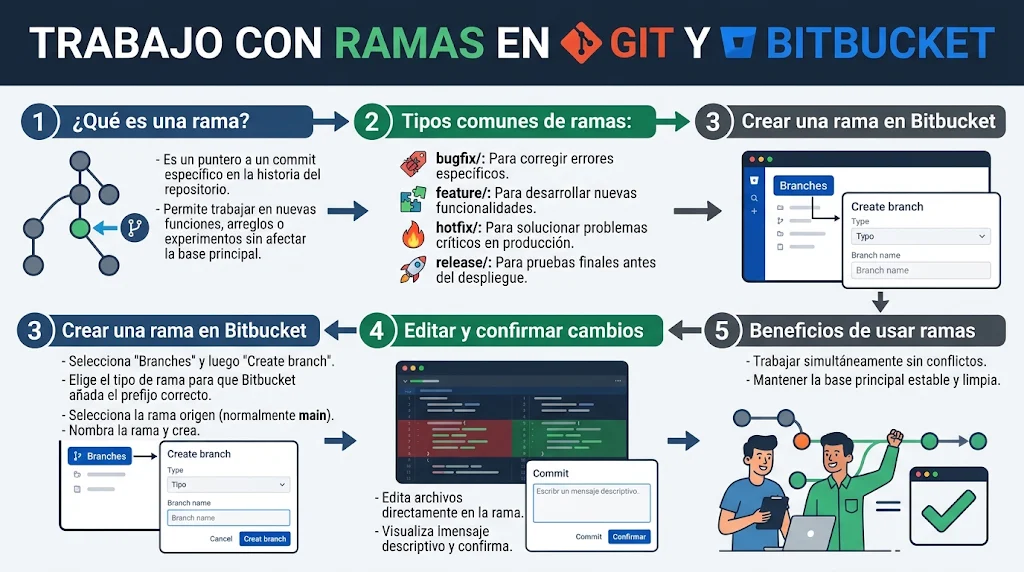 TRABAJO CON RAMAS EN GIT Y BITBUCKET
1 ¿Qué es una rama?
- Es un puntero a un commit
específico en la historia del
repositorio.
- Permite trabajar en nuevas
funciones, arreglos o
experimentos sin afectar
la base principal.
2 Tipos comunes de ramas:
bugfix/: Para corregir errores
específicos.
feature/: Para desarrollar nuevas
funcionalidades.
hotfix/: Para solucionar problemas
críticos en producción.
release/: Para pruebas finales antes
del despliegue.
3 Crear una rama en Bitbucket
Branches
Create branch
Type
Typo
Branch name
Branch name
3 Crear una rama en Bitbucket
- Selecciona "Branches" y luego "Create branch".
- Elige el tipo de rama para que Bitbucket
añada el prefijo correcto.
- Selecciona la rama origen (normalmente main).
- Nombra la rama y crea.
Branches
Create branch
Type
Tipo
Branch name
Branch name
Cancel
Creat branch
4 Editar y confirmar cambios
Commit
Escribir un mensaje descriptivo.
Commit
Confirmar
- Edita archivos
directamente en la rama.
- Visualiza lmensaje
descriptivo y confirma.
5 Beneficios de usar ramas
- Trabajar simultáneamente sin conflictos.
- Mantener la base principal estable y limpia.